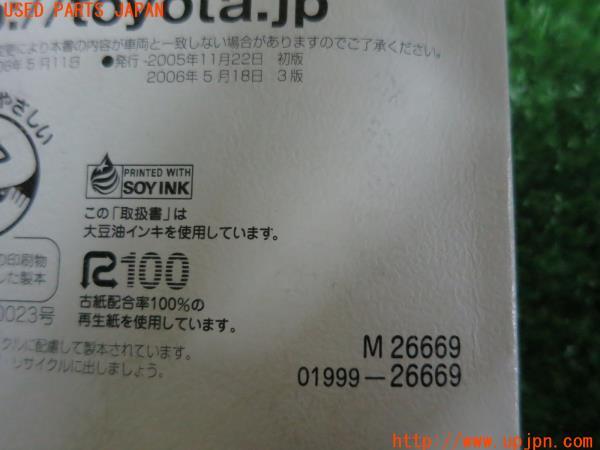 USED PARTS JAPAN
toyota.jp
変更により本書の内容が車両と一致しない場合がありますのでご了承ください。
5月11日 ●発行-2005年11月22日 初版
2006年5月18日 3版
やさしい
PRINTED WITH
SOY INK
この「取扱書」は
大豆油インキを使用しています。
の印刷物
した製本
R100
0023号
古紙配合率100%の
再生紙を使用しています。
クルに配慮して製本されています。
リサイクルに出しましょう。
M 26669
01999-26669
http://www.upjpn.com/